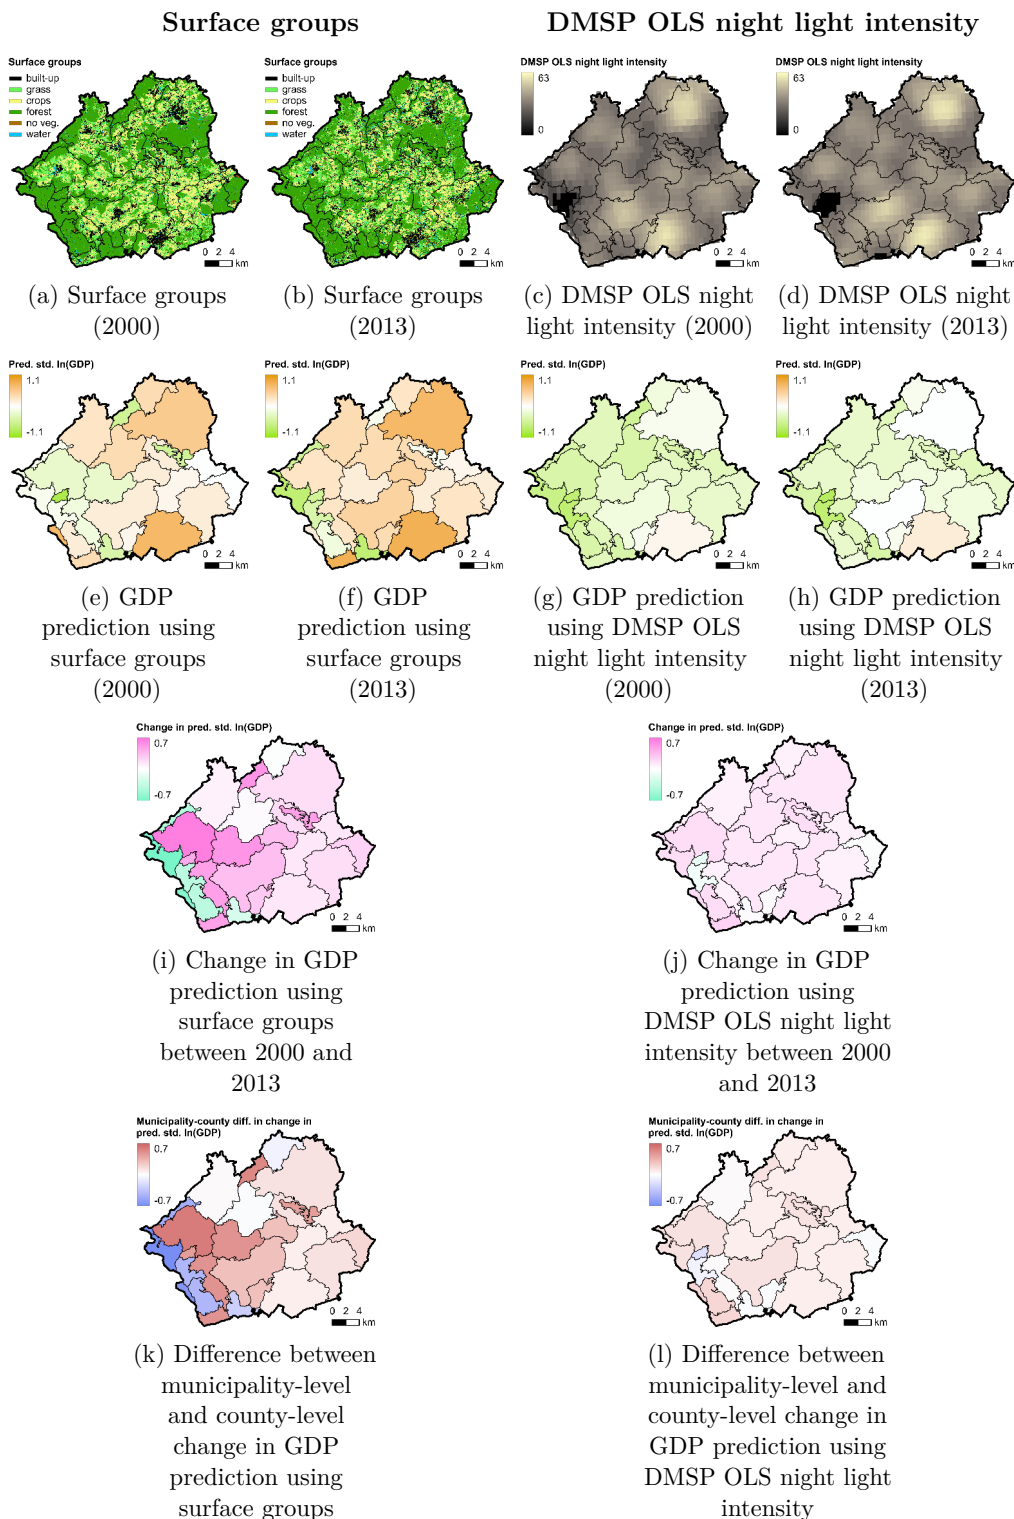 Surface groups
DMSP OLS night light intensity
Surface groups
built-up
grass
crops
forest
no veg.
water
0 2 4
km
Surface groups
built-up
grass
crops
forest
no veg.
water
0 2 4
km
DMSP OLS night light intensity
63
0
0 2 4
km
DMSP OLS night light intensity
63
0
0 2 4
km
(a) Surface groups
(2000)
(b) Surface groups
(2013)
(c) DMSP OLS night
light intensity (2000)
(d) DMSP OLS night
light intensity (2013)
Pred. std. ln(GDP)
1.1
-1.1
0 2 4
km
Pred. std. ln(GDP)
1.1
-1.1
0 2 4
km
Pred. std. ln(GDP)
1.1
-1.1
0 2 4
km
Pred. std. ln(GDP)
1.1
-1.1
0 2 4
km
(e) GDP
prediction using
surface groups
(2000)
(f) GDP
prediction using
surface groups
(2013)
(g) GDP prediction
using DMSP OLS
night light intensity
(2000)
(h) GDP prediction
using DMSP OLS
night light intensity
(2013)
Change in pred. std. ln(GDP)
0.7
-0.7
0 2 4
km
Change in pred. std. ln(GDP)
0.7
-0.7
0 2 4
km
(i) Change in GDP
prediction using
surface groups
between 2000 and
2013
(j) Change in GDP
prediction using
DMSP OLS night light
intensity between 2000
and 2013
Municipality-county diff. in change in
pred. std. ln(GDP)
0.7
-0.7
0 2 4
km
Municipality-county diff. in change in
pred. std. ln(GDP)
0.7
-0.7
0 2 4
km
(k) Difference between
municipality-level
and county-level
change in GDP
prediction using
surface groups
(l) Difference between
municipality-level and
county-level change in
GDP prediction using
DMSP OLS night light
intensity